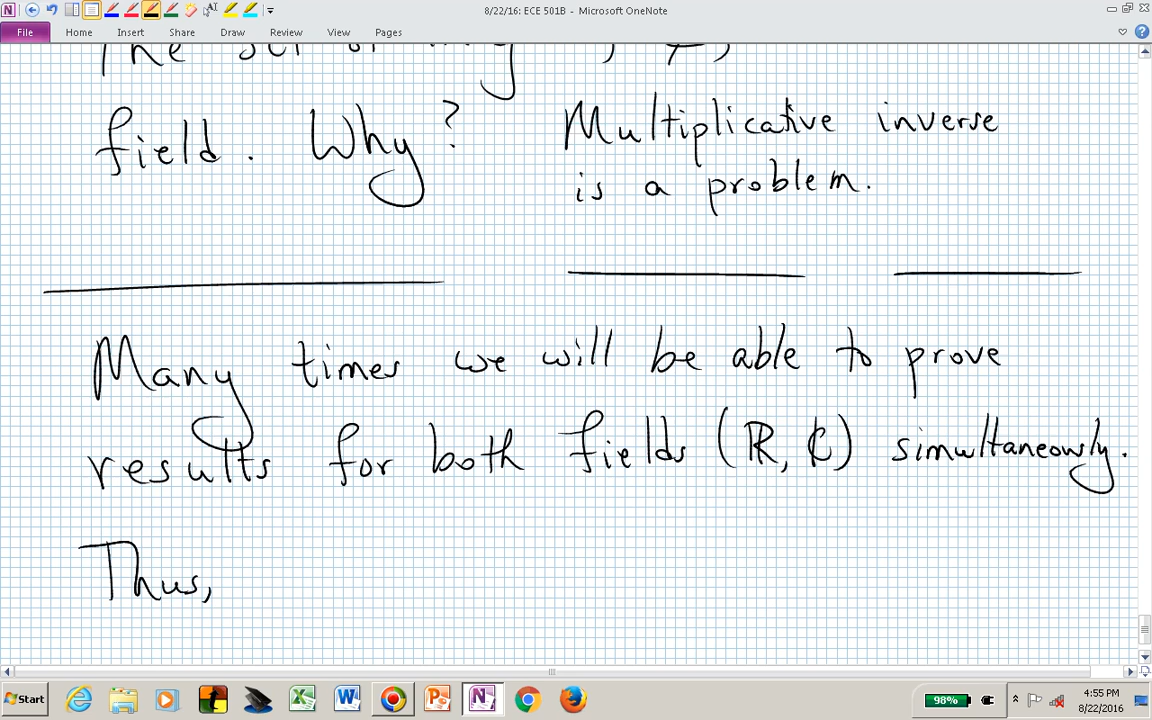 8/22/16: ECE 501B - Microsoft OneNote
File Home Insert Share Draw Review View Pages
The
field. Why? Multiplicative inverse
is a problem.
Many times we will be able to prove
results for both fields (ℝ, ℂ) simultaneously.
Thus,
Start
98%
4:55 PM
8/22/2016